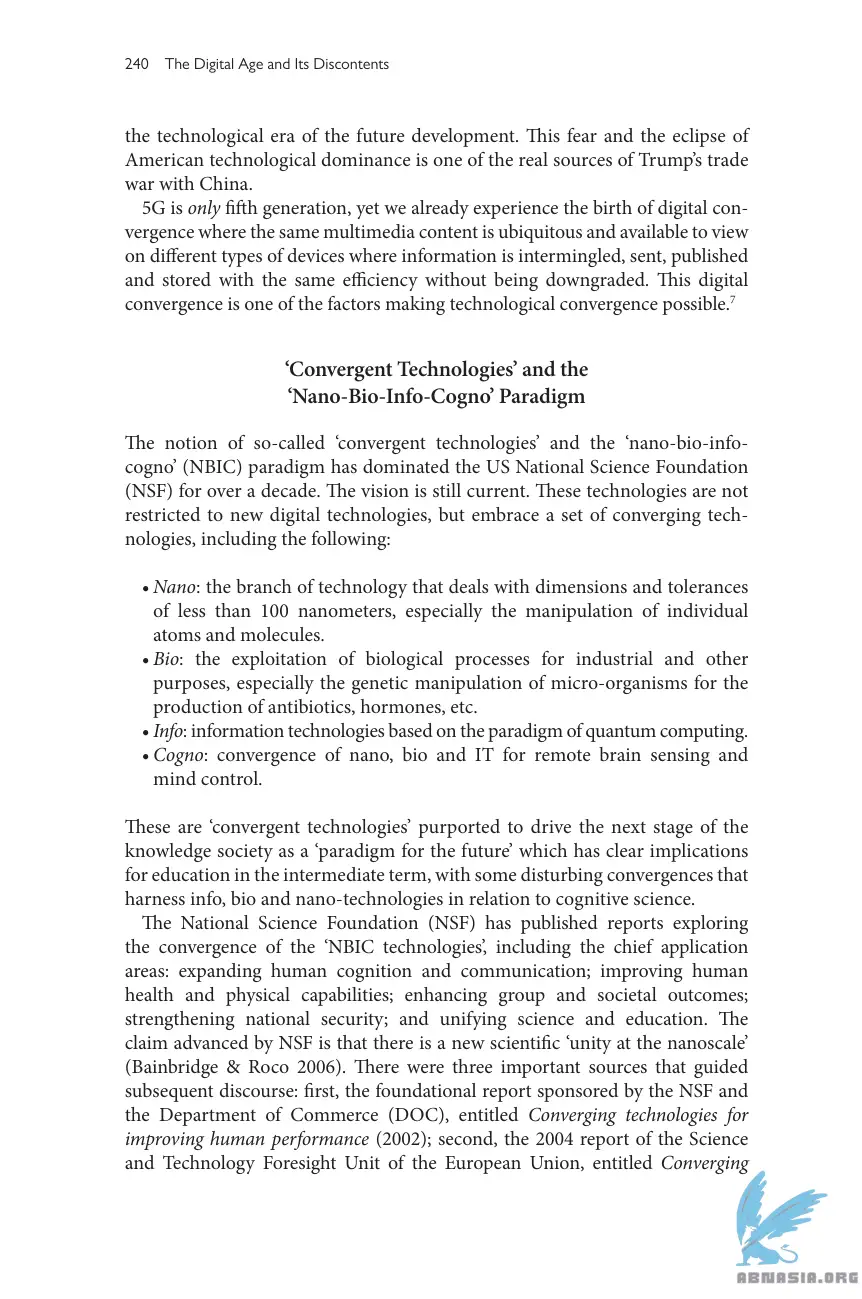 240 The Digital Age and Its Discontents
the technological era of the future development. This fear and the eclipse of
American technological dominance is one of the real sources of Trump’s trade
war with China.
5G is only fifth generation, yet we already experience the birth of digital con-
vergence where the same multimedia content is ubiquitous and available to view
on different types of devices where information is intermingled, sent, published
and stored with the same efficiency without being downgraded. This digital
convergence is one of the factors making technological convergence possible.7
‘Convergent Technologies’ and the
‘Nano-Bio-Info-Cogno’ Paradigm
The notion of so-called ‘convergent technologies’ and the ‘nano-bio-info-
cogno’ (NBIC) paradigm has dominated the US National Science Foundation
(NSF) for over a decade. The vision is still current. These technologies are not
restricted to new digital technologies, but embrace a set of converging tech-
nologies, including the following:
• Nano: the branch of technology that deals with dimensions and tolerances
of less than 100 nanometers, especially the manipulation of individual
atoms and molecules.
• Bio: the exploitation of biological processes for industrial and other
purposes, especially the genetic manipulation of micro-organisms for the
production of antibiotics, hormones, etc.
• Info: information technologies based on the paradigm of quantum computing.
• Cogno: convergence of nano, bio and IT for remote brain sensing and
mind control.
These are ‘convergent technologies’ purported to drive the next stage of the
knowledge society as a ‘paradigm for the future’ which has clear implications
for education in the intermediate term, with some disturbing convergences that
harness info, bio and nano-technologies in relation to cognitive science.
The National Science Foundation (NSF) has published reports exploring
the convergence of the ‘NBIC technologies’, including the chief application
areas: expanding human cognition and communication; improving human
health and physical capabilities; enhancing group and societal outcomes;
strengthening national security; and unifying science and education. The
claim advanced by NSF is that there is a new scientific ‘unity at the nanoscale’
(Bainbridge & Roco 2006). There were three important sources that guided
subsequent discourse: first, the foundational report sponsored by the NSF and
the Department of Commerce (DOC), entitled Converging technologies for
improving human performance (2002); second, the 2004 report of the Science
and Technology Foresight Unit of the European Union, entitled Converging
ABNASIA.ORG